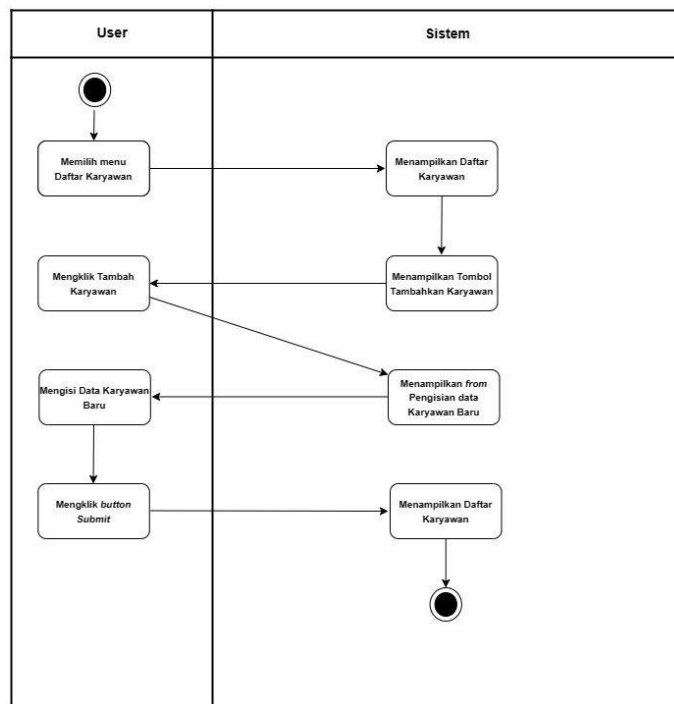 User
Sistem
Memilih menu
Daftar Karyawan
Menampilkan Daftar
Karyawan
Menampilkan Tombol
Tambahkan Karyawan
Mengklik Tambah
Karyawan
Menampilkan from
Pengisian data
Karyawan Baru
Mengisi Data Karyawan
Baru
Mengklik button
Submit
Menampilkan Daftar
Karyawan